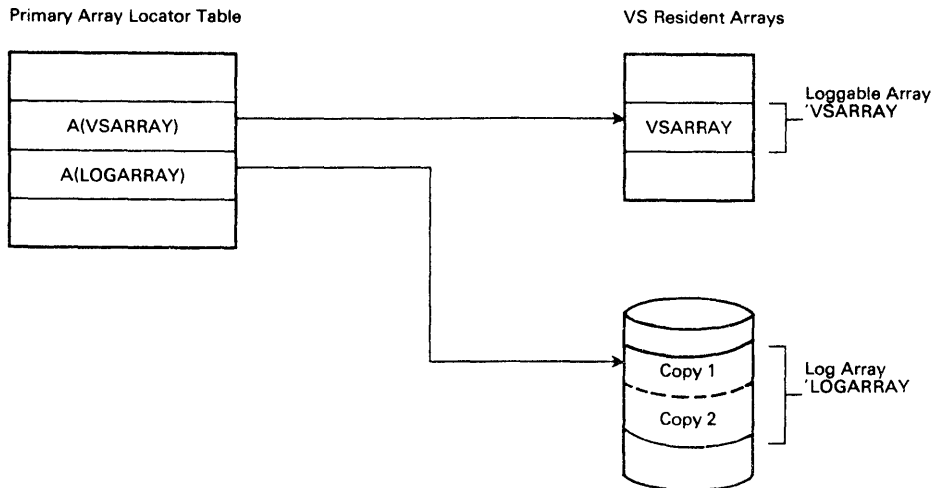 Primary Array Locator Table
VS Resident Arrays
A(VSARRAY)
A(LOGARRAY)
VSARRAY
Loggable Array
'VSARRAY
Copy 1
Copy 2
Log Array
'LOGARRAY